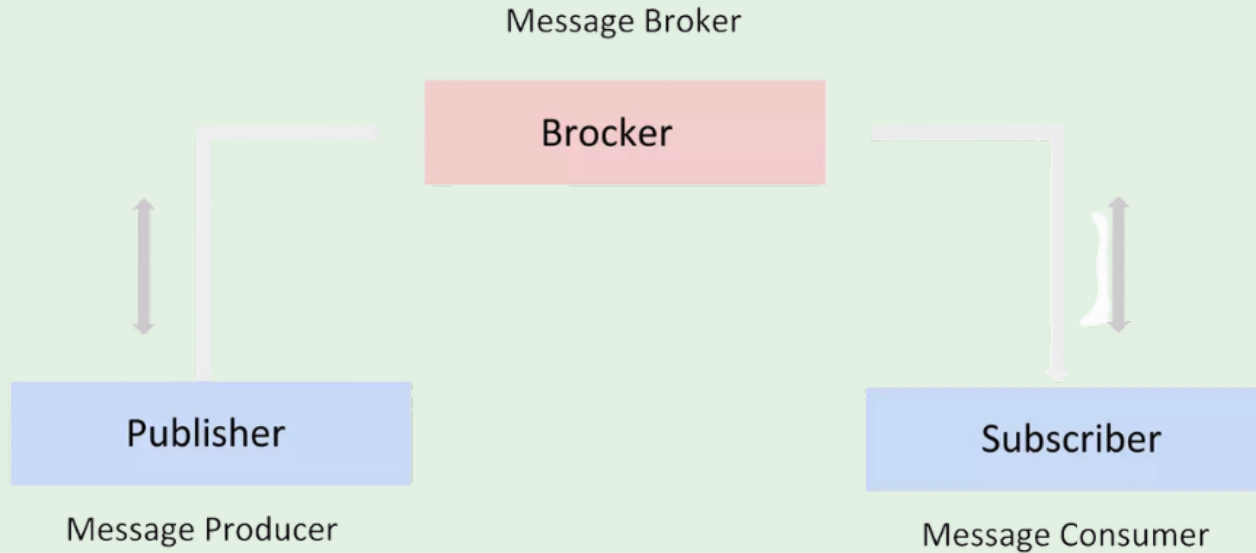 Message Broker
Brocker
Publisher
Subscriber
Message Producer
Message Consumer